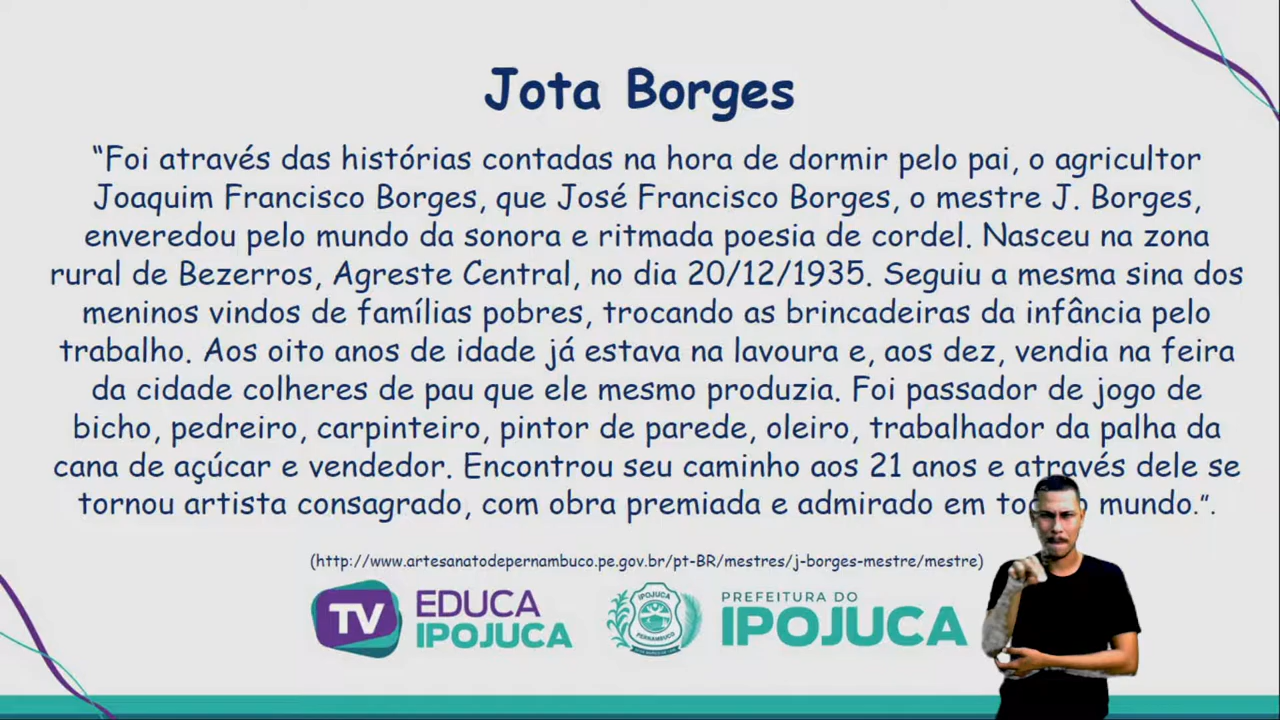 Jota Borges
“Foi através das histórias contadas na hora de dormir pelo pai, o agricultor
Joaquim Francisco Borges, que José Francisco Borges, o mestre J. Borges,
enveredou pelo mundo da sonora e ritmada poesia de cordel. Nasceu na zona
rural de Bezerros, Agreste Central, no dia 20/12/1935. Seguiu a mesma sina dos
meninos vindos de famílias pobres, trocando as brincadeiras da infância pelo
trabalho. Aos oito anos de idade já estava na lavoura e, aos dez, vendia na feira
da cidade colheres de pau que ele mesmo produzia. Foi passador de jogo de
bicho, pedreiro, carpinteiro, pintor de parede, oleiro, trabalhador da palha da
cana de açúcar e vendedor. Encontrou seu caminho aos 21 anos e através dele se
tornou artista consagrado, com obra premiada e admirado em mundo.”.
(http://www.artesanatodepernambuco.pe.gov.br/pt-BR/mestres/j-borges-mestre/mestre)
TV EDUCA
IPOJUCA
IPOJUCA
PERNAMBUCO
PREFEITURA DO
IPOJUCA